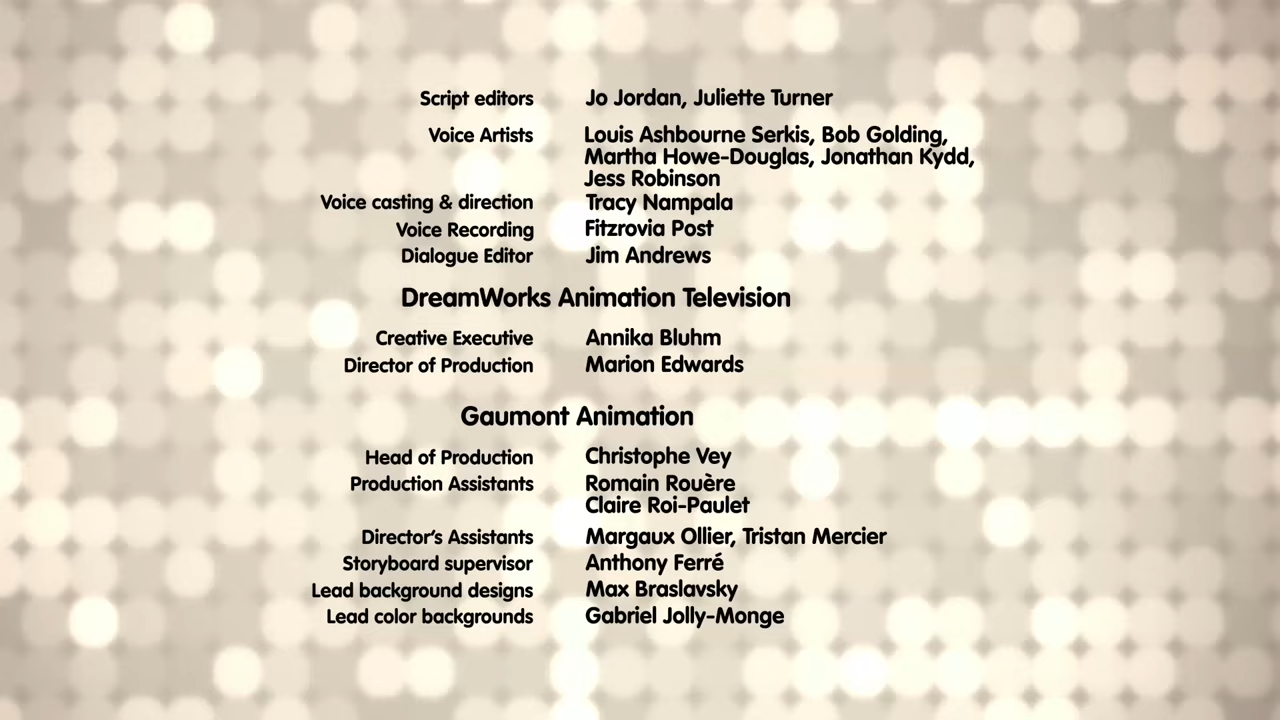 Script editors Jo Jordan, Juliette Turner
Voice Artists Louis Ashbourne Serkis, Bob Golding,
Martha Howe-Douglas, Jonathan Kydd,
Jess Robinson
Voice casting & direction Tracy Nampala
Voice Recording Fitzrovia Post
Dialogue Editor Jim Andrews
DreamWorks Animation Television
Creative Executive Annika Bluhm
Director of Production Marion Edwards
Gaumont Animation
Head of Production Christophe Vey
Production Assistants Romain Rouère
Claire Roi-Paulet
Director's Assistants Margaux Ollier, Tristan Mercier
Storyboard supervisor Anthony Ferré
Lead background designs Max Braslavsky
Lead color backgrounds Gabriel Jolly-Monge